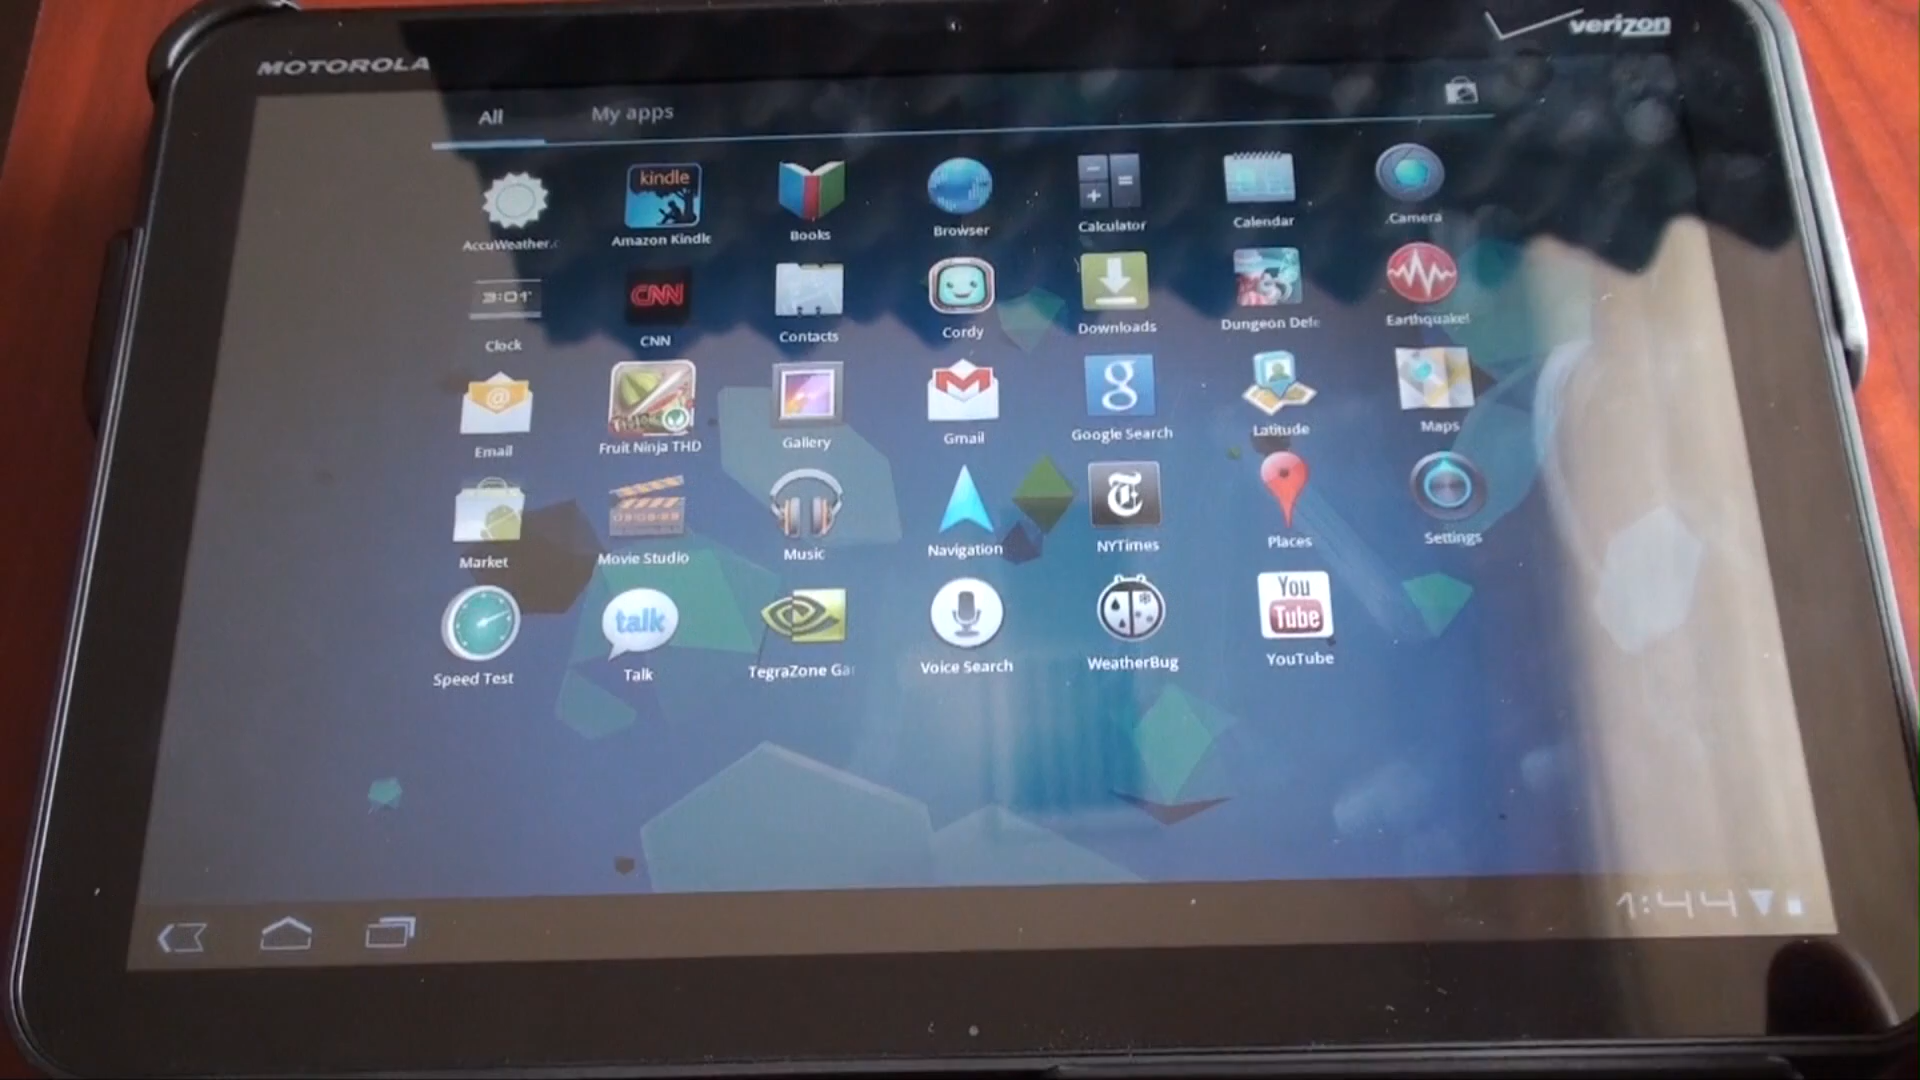 MOTOROLA
verizon
All My apps
kindle
AccuWeather.c Amazon Kindle Books Browser Calculator Calendar Camera
3:01
CNN
Clock CNN Contacts Cordy Downloads Dungeon Defe Earthquake!
@
g
Email Fruit Ninja THD Gallery Gmail Google Search Latitude Maps
T
Market Movie Studio Music Navigation NYTimes Places Settings
talk
You
Tube
Speed Test Talk TegraZone Ga Voice Search WeatherBug YouTube
1:44